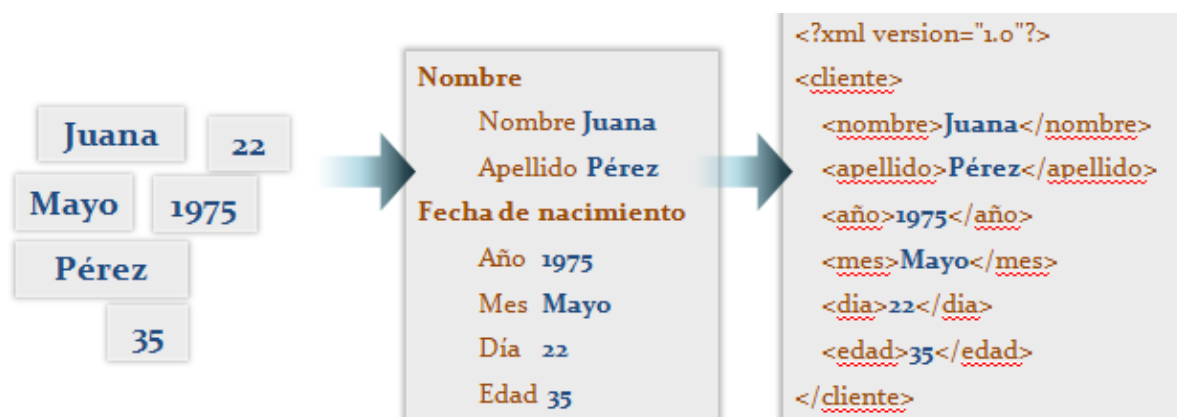 Juana
22
Mayo
1975
Pérez
35
Nombre
Nombre Juana
Apellido Pérez
Fecha de nacimiento
Año 1975
Mes Mayo
Día 22
Edad 35
<?xml version="1.0"?>
<cliente>
<nombre>Juana</nombre>
<apellido>Pérez</apellido>
<año>1975</año>
<mes>Mayo</mes>
<dia>22</dia>
<edad>35</edad>
</cliente>